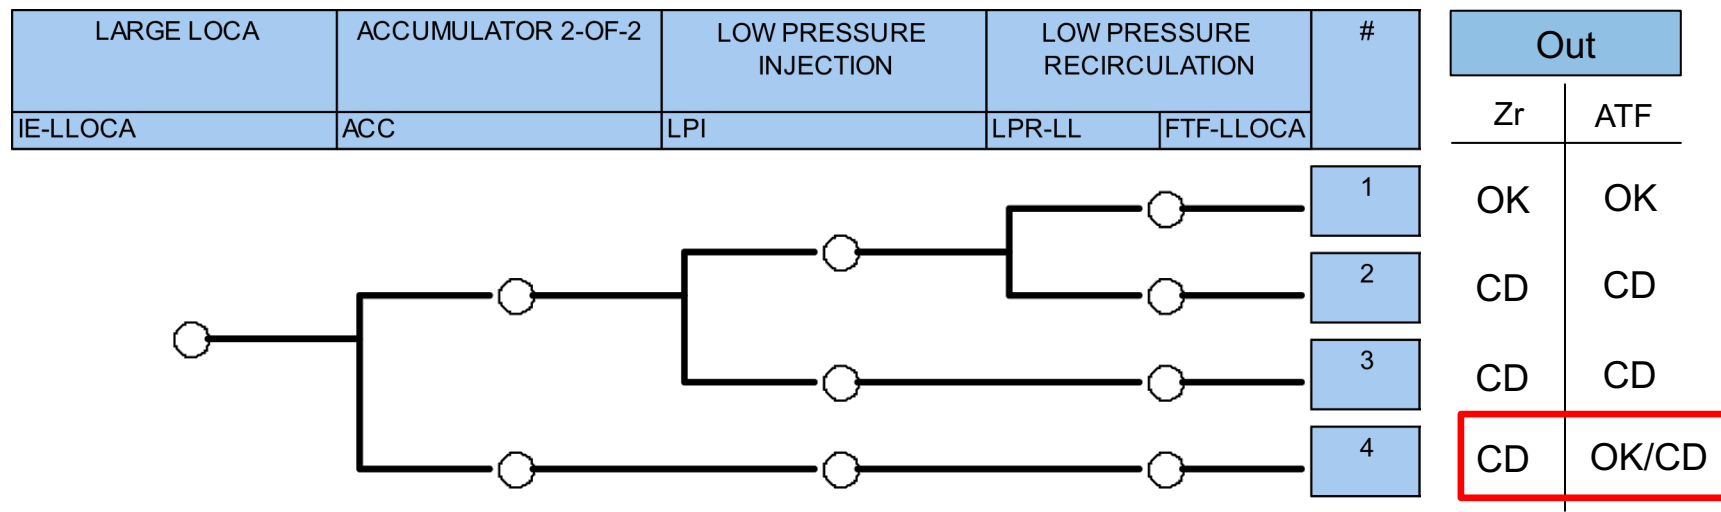 LARGE LOCA
ACCUMULATOR 2-OF-2
LOW PRESSURE
INJECTION
LOW PRESSURE
RECIRCULATION
#
Out
IE-LLOCA
ACC
LPI
LPR-LL
FTF-LLOCA
Zr
ATF
1
OK
OK
2
CD
CD
3
CD
CD
4
CD
OK/CD